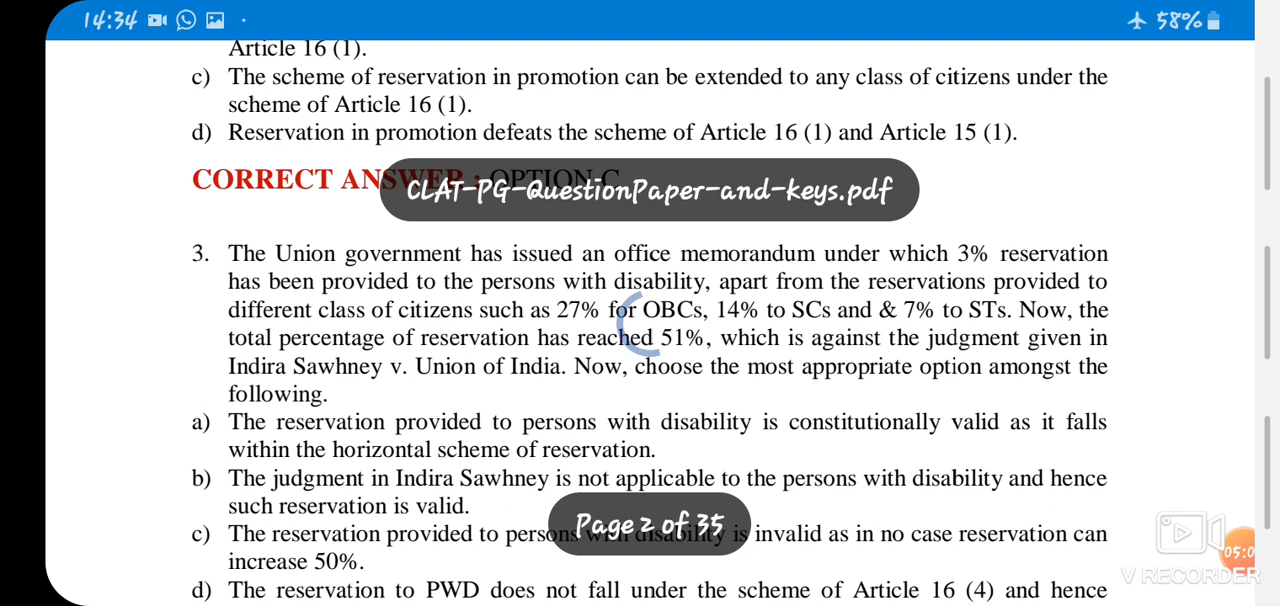 14:34
58%
Article 16 (1).
c) The scheme of reservation in promotion can be extended to any class of citizens under the
scheme of Article 16 (1).
d) Reservation in promotion defeats the scheme of Article 16 (1) and Article 15 (1).
CORRECT ANSWER : OPTION C
CLAT-PG-QuestionPaper-and-keys.pdf
3. The Union government has issued an office memorandum under which 3% reservation
has been provided to the persons with disability, apart from the reservations provided to
different class of citizens such as 27% for OBCs, 14% to SCs and & 7% to STs. Now, the
total percentage of reservation has reached 51%, which is against the judgment given in
Indira Sawhney v. Union of India. Now, choose the most appropriate option amongst the
following.
a) The reservation provided to persons with disability is constitutionally valid as it falls
within the horizontal scheme of reservation.
b) The judgment in Indira Sawhney is not applicable to the persons with disability and hence
such reservation is valid.
Page 2 of 35
c) The reservation provided to persons with disability is invalid as in no case reservation can
increase 50%.
d) The reservation to PWD does not fall under the scheme of Article 16 (4) and hence
05:0
V RECORDER